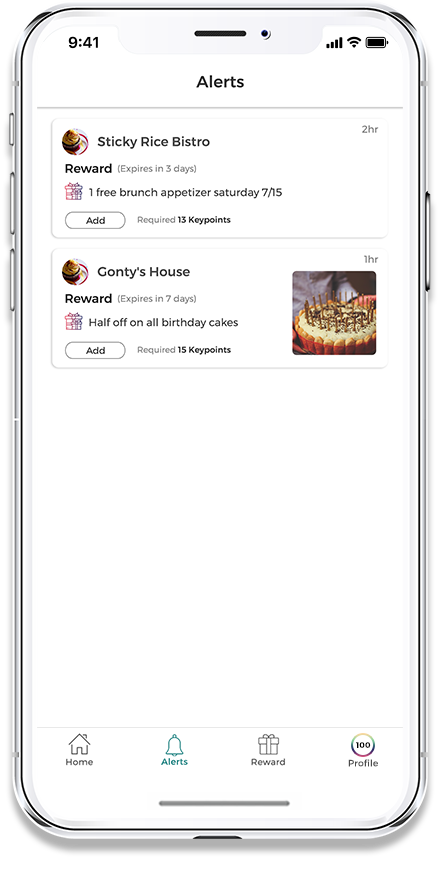 9:41
Alerts
2hr
Sticky Rice Bistro
Reward (Expires in 3 days)
1 free brunch appetizer saturday 7/15
Add Required 13 Keypoints
1hr
Gonty's House
Reward (Expires in 7 days)
Half off on all birthday cakes
Add Required 15 Keypoints
Home Alerts Reward 100 Profile